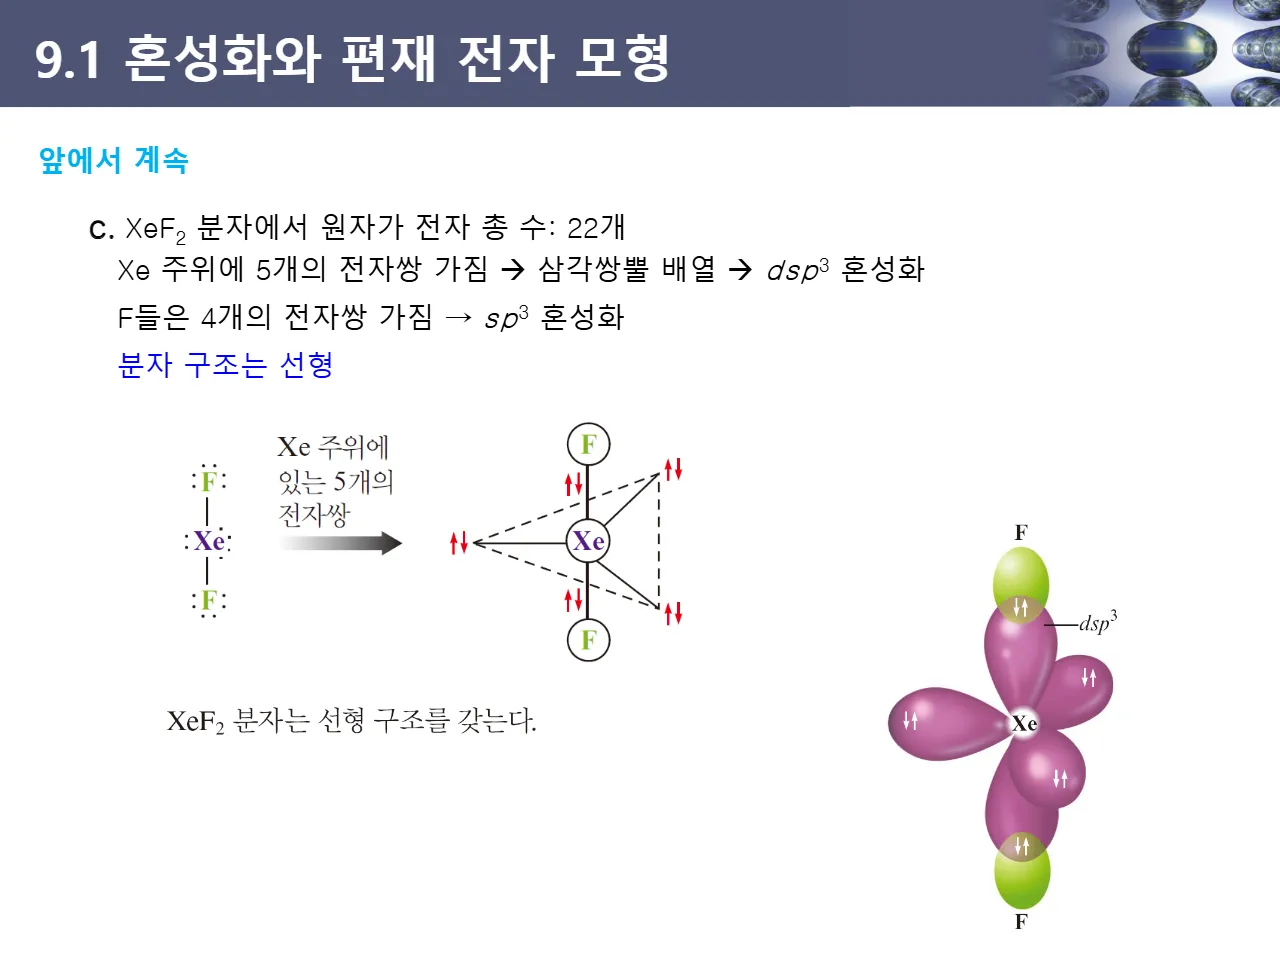 9.1 혼성화와 편재 전자 모형
앞에서 계속
c. XeF₂ 분자에서 원자가 전자 총 수: 22개
Xe 주위에 5개의 전자쌍 가짐 → 삼각쌍뿔 배열 → dsp³ 혼성화
F들은 4개의 전자쌍 가짐 → sp³ 혼성화
분자 구조는 선형
F
Xe
F
Xe 주위에
있는 5개의
전자쌍
F
Xe
F
XeF₂ 분자는 선형 구조를 갖는다.
F
dsp³
Xe
F